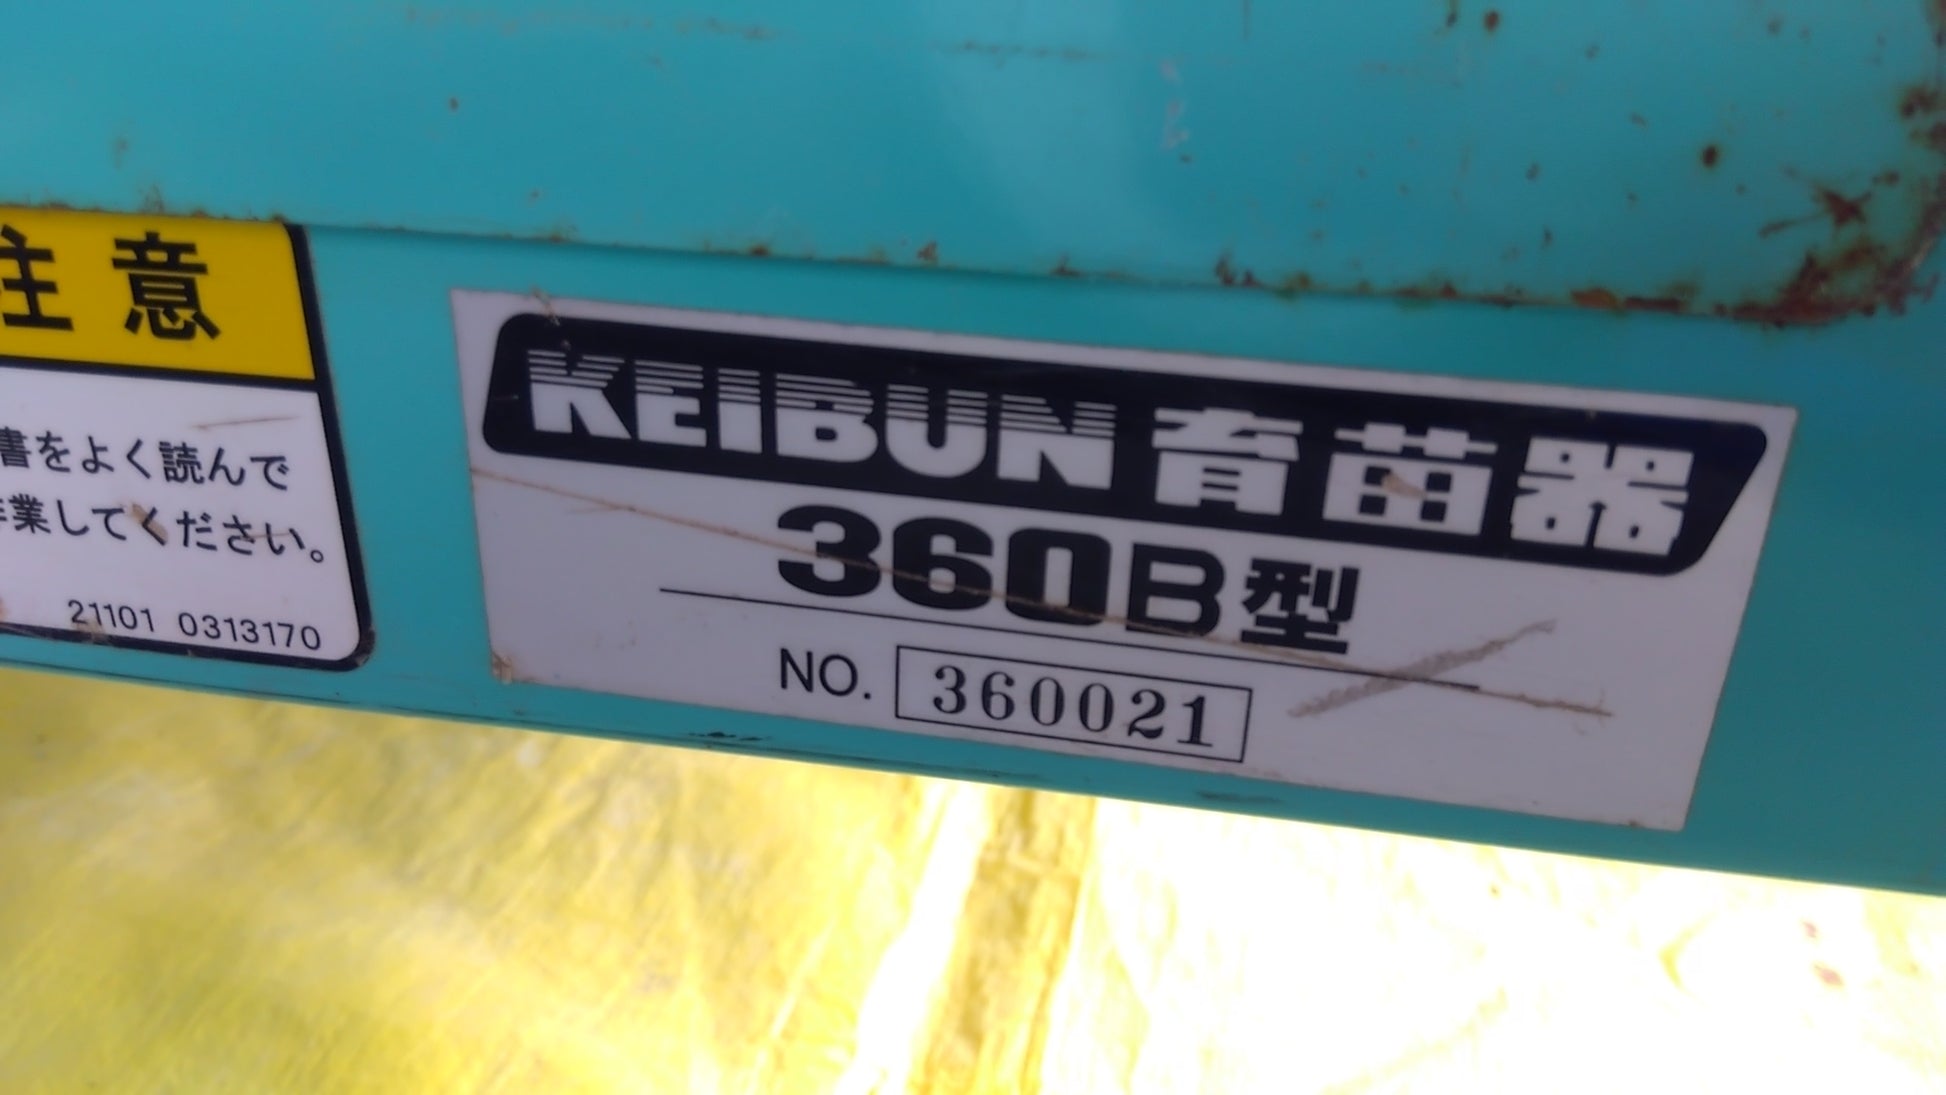 注意
書をよく読んで
作業してください。
21101 0313170
KEIBUN 育苗器
360B型
NO. 360021